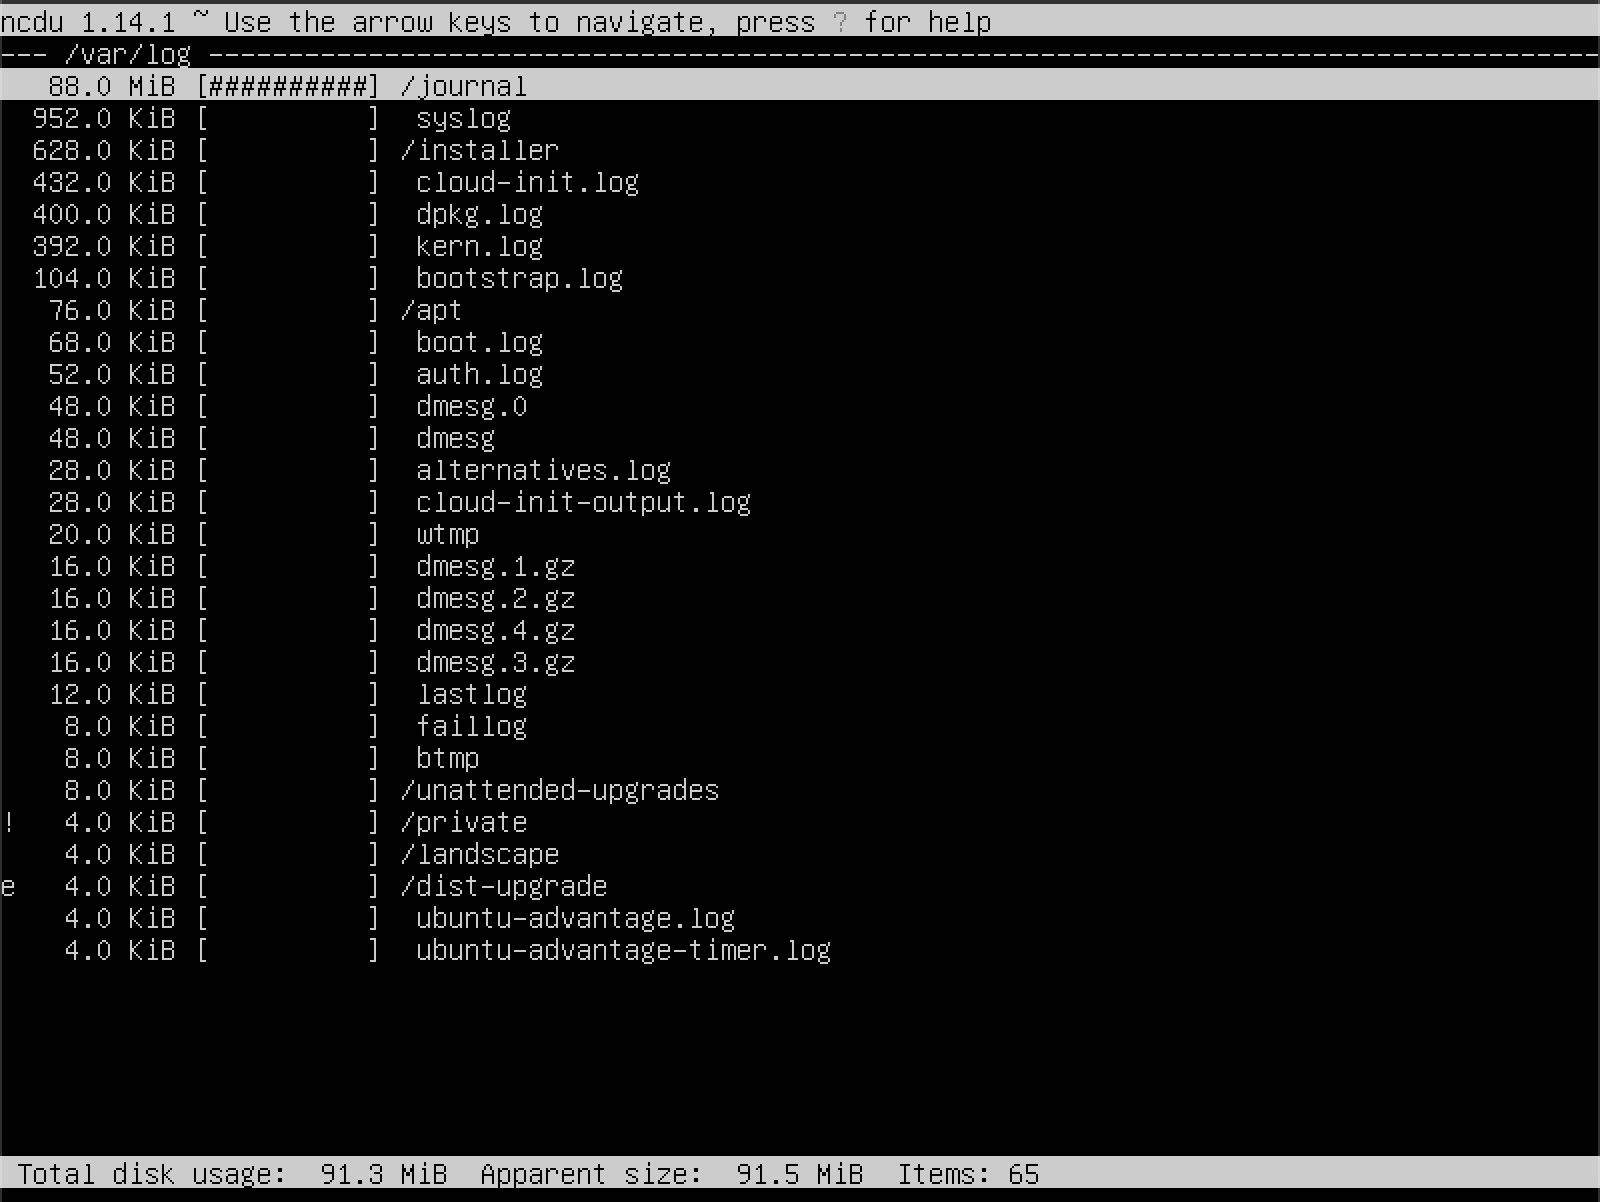 ncdu 1.14.1 ~ Use the arrow keys to navigate, press ? for help
--- /var/log ---------------------------------------------------------------------------------------
   88.0 MiB [##########] /journal
  952.0 KiB [          ]  syslog
  628.0 KiB [          ] /installer
  432.0 KiB [          ]  cloud-init.log
  400.0 KiB [          ]  dpkg.log
  392.0 KiB [          ]  kern.log
  104.0 KiB [          ]  bootstrap.log
   76.0 KiB [          ] /apt
   68.0 KiB [          ]  boot.log
   52.0 KiB [          ]  auth.log
   48.0 KiB [          ]  dmesg.0
   48.0 KiB [          ]  dmesg
   28.0 KiB [          ]  alternatives.log
   28.0 KiB [          ]  cloud-init-output.log
   20.0 KiB [          ]  wtmp
   16.0 KiB [          ]  dmesg.1.gz
   16.0 KiB [          ]  dmesg.2.gz
   16.0 KiB [          ]  dmesg.4.gz
   16.0 KiB [          ]  dmesg.3.gz
   12.0 KiB [          ]  lastlog
    8.0 KiB [          ]  faillog
    8.0 KiB [          ]  btmp
    8.0 KiB [          ] /unattended-upgrades
!   4.0 KiB [          ] /private
    4.0 KiB [          ] /landscape
e   4.0 KiB [          ] /dist-upgrade
    4.0 KiB [          ]  ubuntu-advantage.log
    4.0 KiB [          ]  ubuntu-advantage-timer.log
 Total disk usage:  91.3 MiB  Apparent size:  91.5 MiB  Items: 65